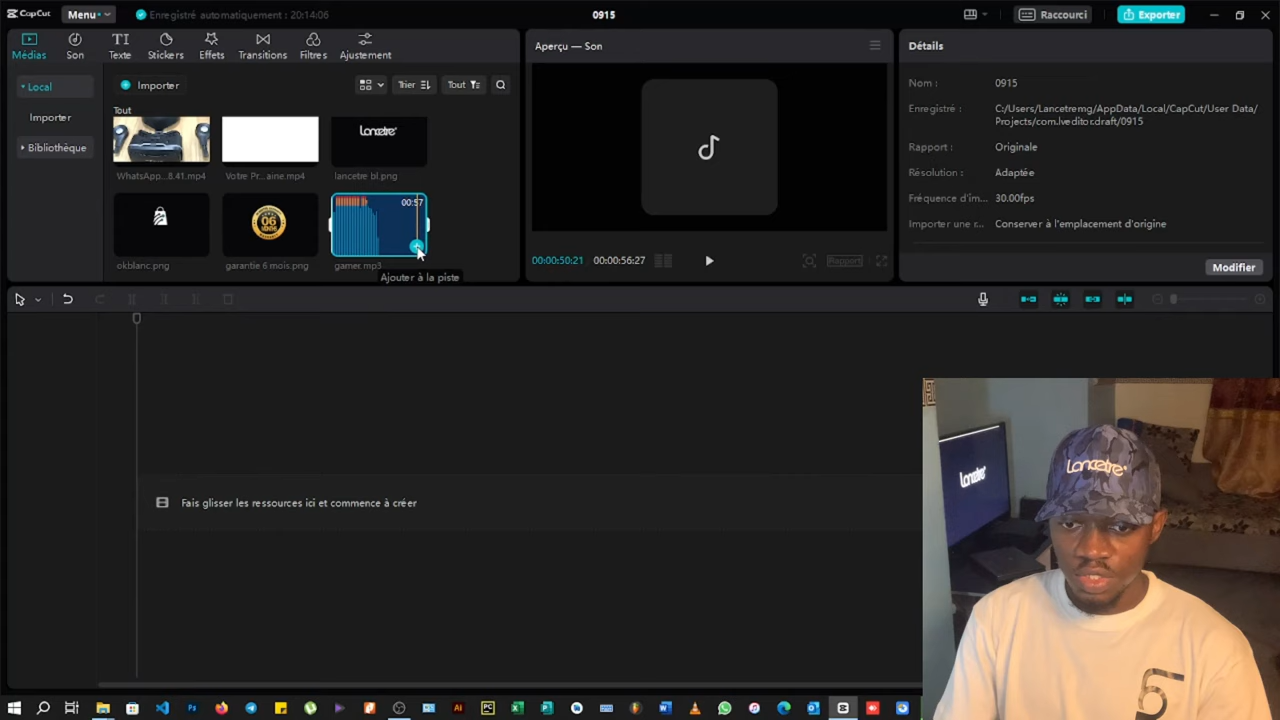 CapCut
Menu
Enregistré automatiquement : 20:14:06
0915
Raccourci
Exporter
Médias
Son
Texte
Stickers
Effets
Transitions
Filtres
Ajustement
Local
Importer
Bibliothèque
Importer
Trier
Tout
Tout
WhatsApp...8.41.mp4
Votre Pr...aine.mp4
Lancetre
lancetre bl.png
okblanc.png
06
garantie 6 mois.png
00:57
gamer.mp3
Ajouter à la piste
Aperçu — Son
00:00:50:21
00:00:56:27
Rapport
Détails
Nom :
0915
Enregistré :
C:/Users/Lancetremg/AppData/Local/CapCut/User Data/
Projects/com.lveditor.draft/0915
Rapport :
Originale
Résolution :
Adaptée
Fréquence d'im...
30.00fps
Importer une r...
Conserver à l'emplacement d'origine
Modifier
Fais glisser les ressources ici et commence à créer
Lancetre
Lancetre
5